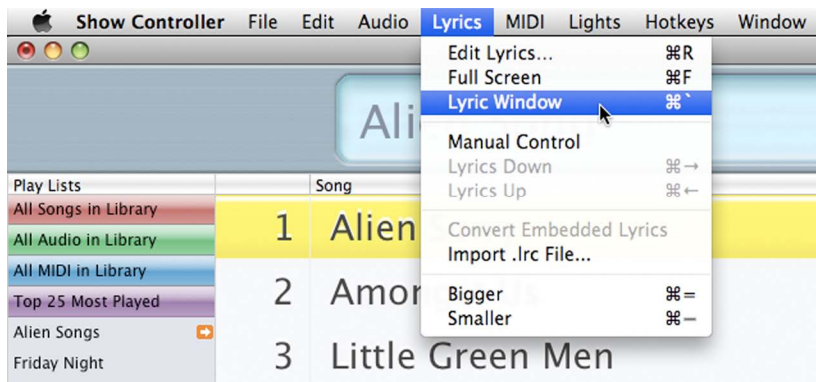 Show Controller File Edit Audio Lyrics MIDI Lights Hotkeys Window
Edit Lyrics... ⌘R
Full Screen ⌘F
Lyric Window ⌘`
Manual Control
Lyrics Down ⌘→
Lyrics Up ⌘←
Convert Embedded Lyrics
Import .lrc File...
Bigger ⌘=
Smaller ⌘−
Ali
Play Lists
All Songs in Library
All Audio in Library
All MIDI in Library
Top 25 Most Played
Alien Songs
Friday Night
Song
1 Alien
2 Among Us
3 Little Green Men